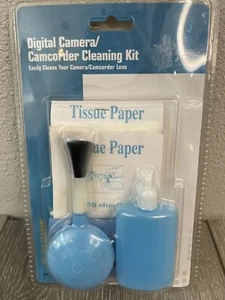 Digital Camera/
Camcorder Cleaning Kit
Easily Cleans Your Camera/Camcorder Lens
Tissue Paper
Tissue Paper